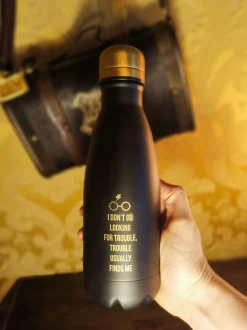 I DON'T GO
LOOKING
FOR TROUBLE,
TROUBLE
USUALLY
FINDS ME